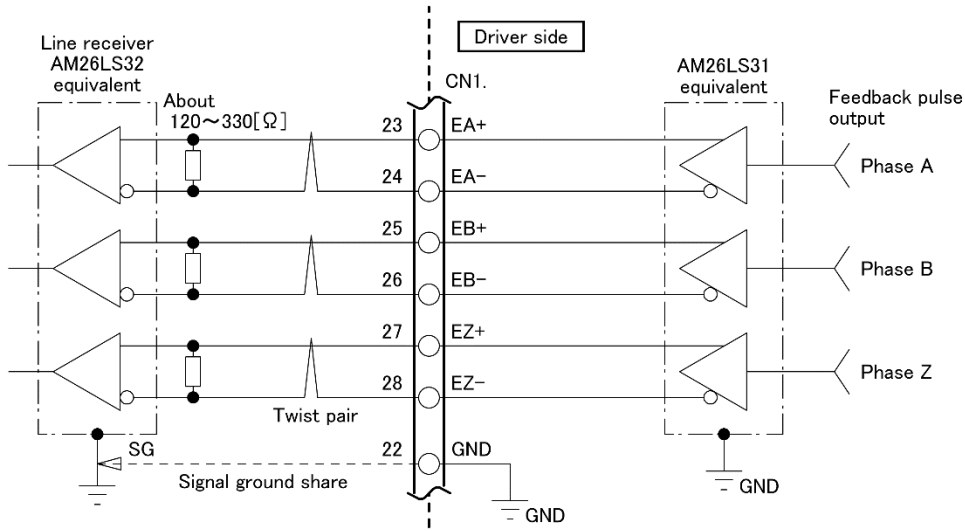 Line receiver
AM26LS32
equivalent
Driver side
CN1.
AM26LS31
equivalent
Feedback pulse
output
About
120～330[Ω]
23
EA+
24
EA-
Phase A
25
EB+
26
EB-
Phase B
27
EZ+
28
EZ-
Phase Z
Twist pair
SG
22
GND
Signal ground share
GND
GND